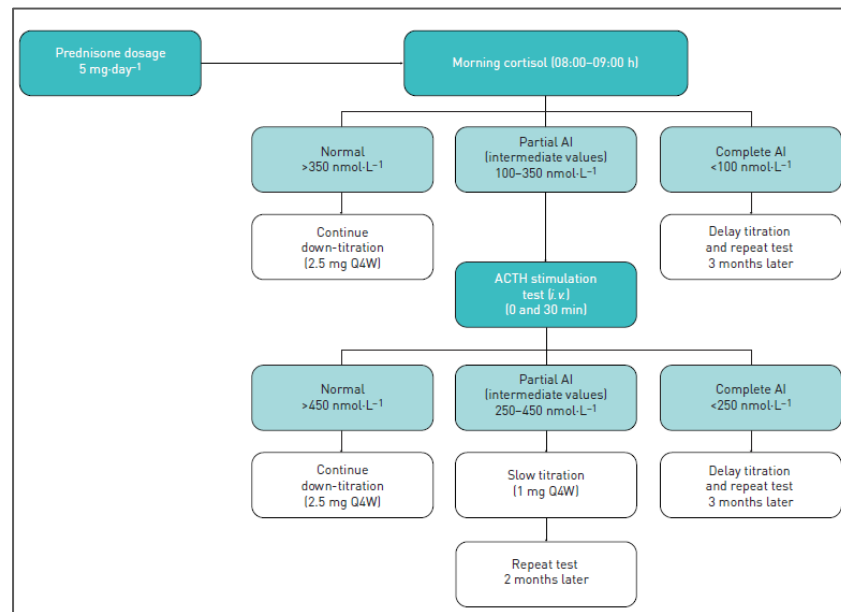 Prednisone dosage
5 mg·day⁻¹
Morning cortisol (08:00–09:00 h)
Normal
>350 nmol·L⁻¹
Partial AI
(intermediate values)
100–350 nmol·L⁻¹
Complete AI
<100 nmol·L⁻¹
Continue
down-titration
(2.5 mg Q4W)
Delay titration
and repeat test
3 months later
ACTH stimulation
test (i.v.)
(0 and 30 min)
Normal
>450 nmol·L⁻¹
Partial AI
(intermediate values)
250–450 nmol·L⁻¹
Complete AI
<250 nmol·L⁻¹
Continue
down-titration
(2.5 mg Q4W)
Slow titration
(1 mg Q4W)
Delay titration
and repeat test
3 months later
Repeat test
2 months later